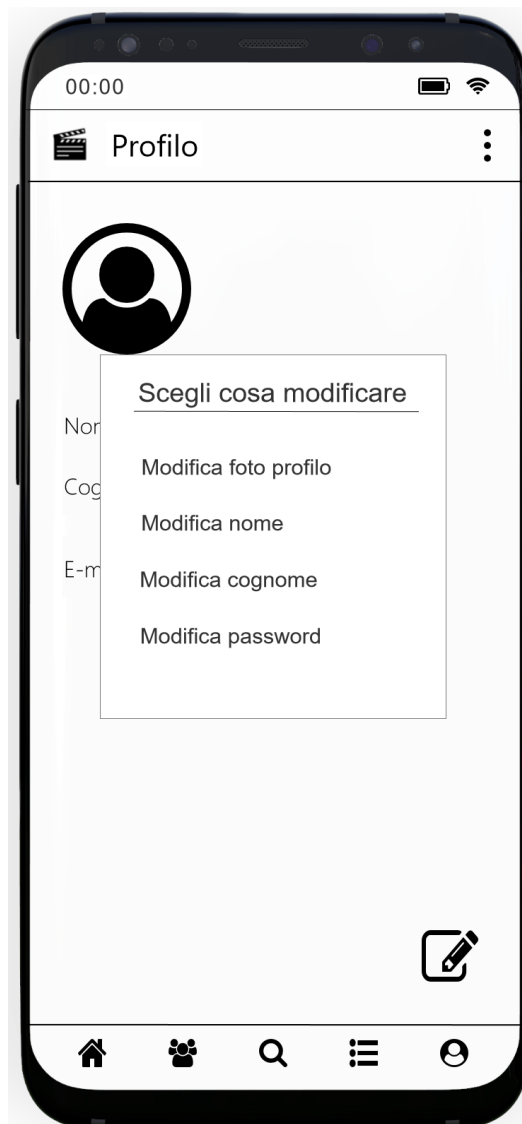 00:00
Profilo
Scegli cosa modificare
Modifica foto profilo
Modifica nome
Modifica cognome
Modifica password